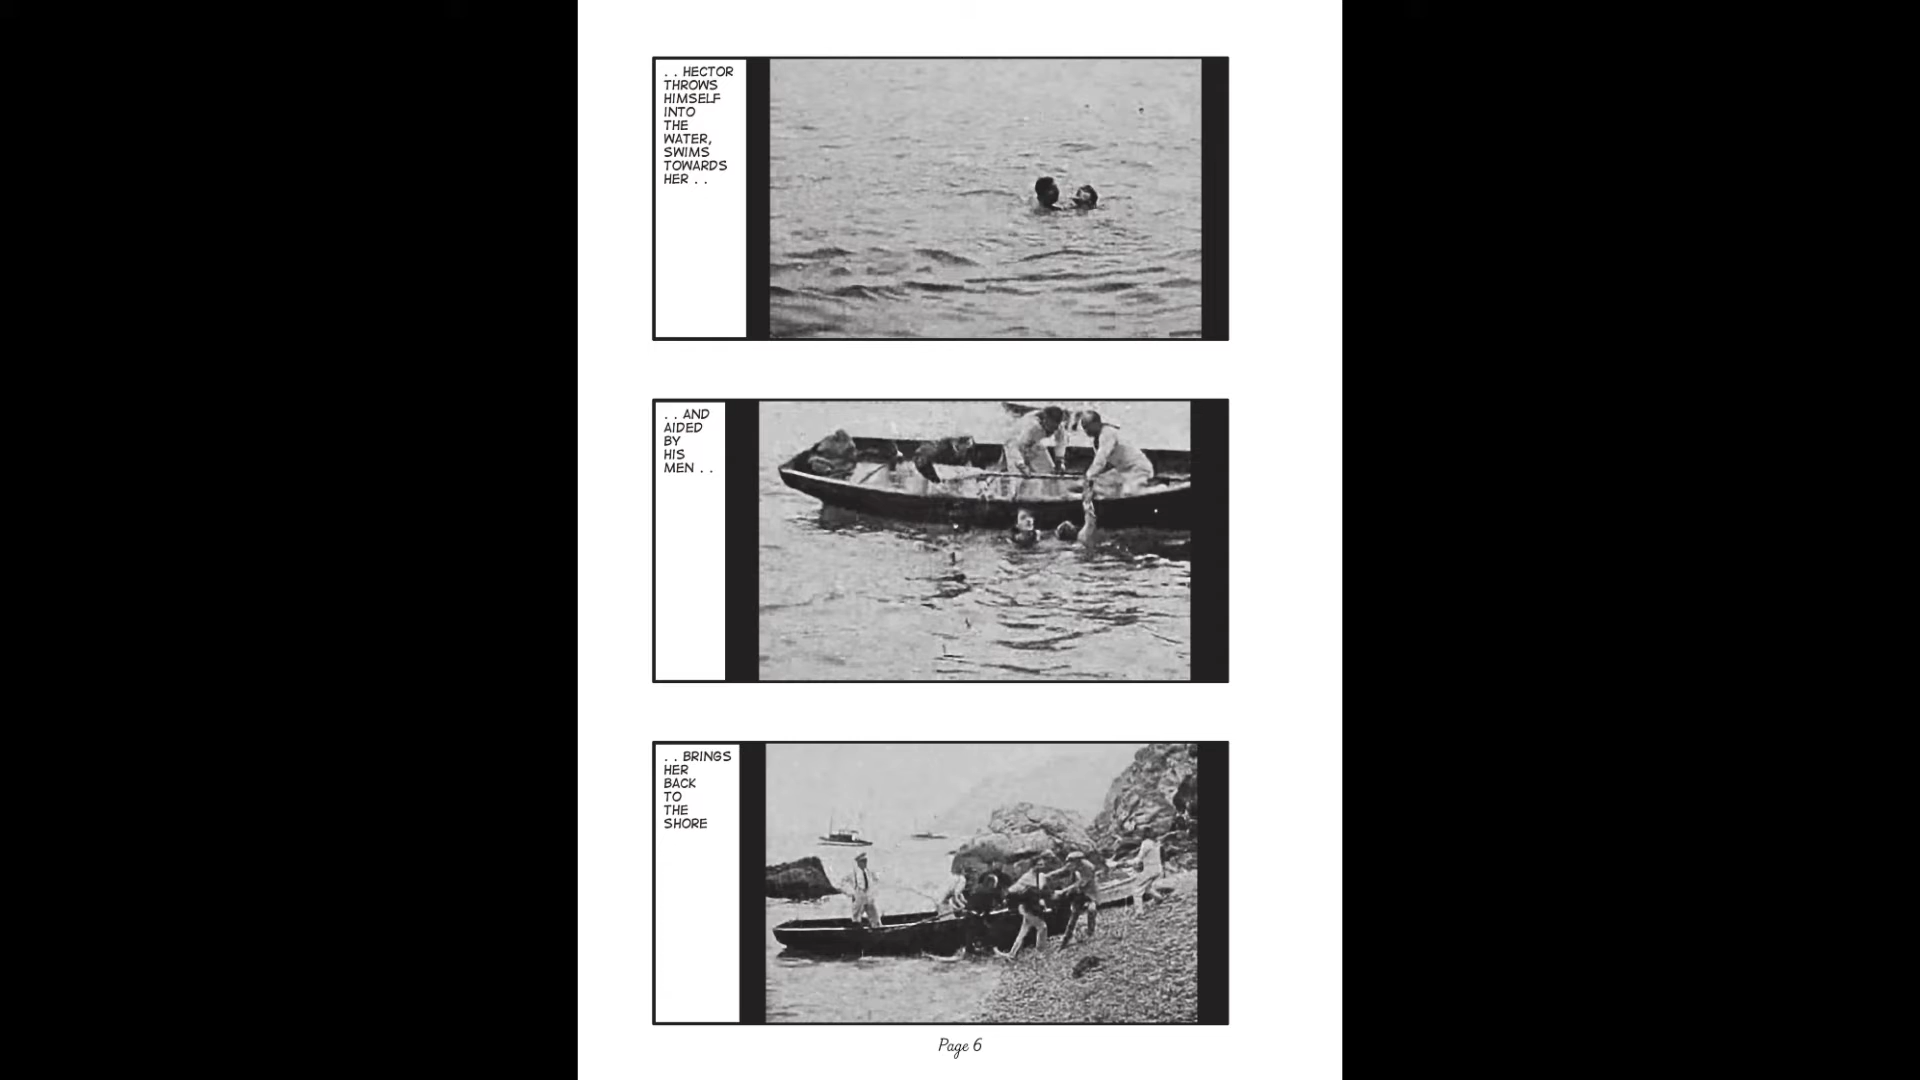 . . HECTOR
THROWS
HIMSELF
INTO
THE
WATER,
SWIMS
TOWARDS
HER . .
. . AND
AIDED
BY
HIS
MEN . .
. . BRINGS
HER
BACK
TO
THE
SHORE
Page 6